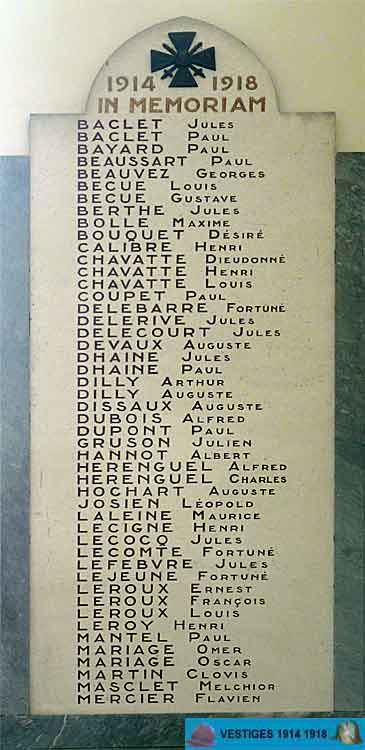 1914 1918
IN MEMORIAM
BACLET Jules
BACLET Paul
BAYARD Paul
BEAUSSART Paul
BEAUVEZ Georges
BECUE Louis
BECUE Gustave
BERTHE Jules
BOLLE Maxime
BOUQUET Désiré
CALIBRE Henri
CHAVATTE Dieudonné
CHAVATTE Henri
CHAVATTE Louis
COUPET Paul
DELEBARRE Fortuné
DELERIVE Jules
DELECOURT Jules
DEVAUX Auguste
DHAINE Jules
DHAINE Paul
DILLY Arthur
DILLY Auguste
DISSAUX Auguste
DUBOIS Alfred
DUPONT Paul
GRUSON Julien
HANNOT Albert
HERENGUEL Alfred
HERENGUEL Charles
HOCHART Auguste
JOSIEN Léopold
LALEINE Maurice
LECIGNE Henri
LECOCQ Jules
LECOMTE Fortuné
LEFEBVRE Jules
LEJEUNE Fortuné
LEROUX Ernest
LEROUX François
LEROUX Louis
LEROY Henri
MANTEL Paul
MARIAGE Omer
MARIAGE Oscar
MARTIN Clovis
MASCLET Melchior
MERCIER Flavien
VESTIGES 1914 1918